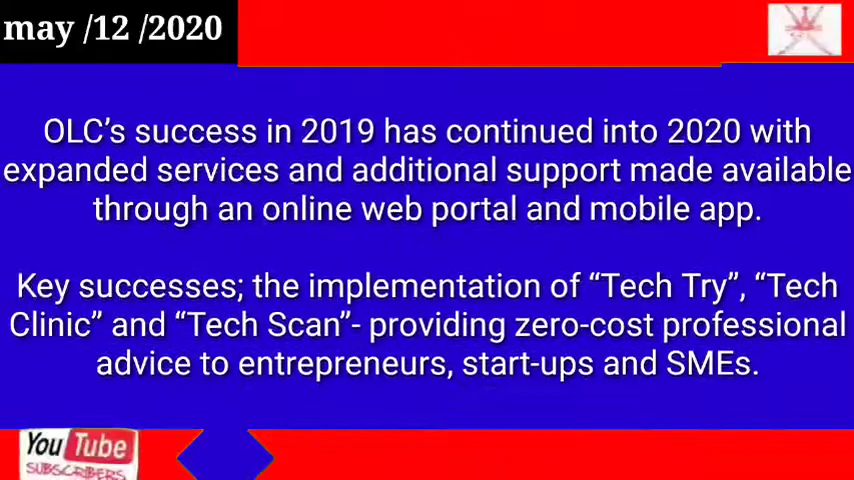 may /12 /2020
OLC’s success in 2019 has continued into 2020 with
expanded services and additional support made available
through an online web portal and mobile app.
Key successes; the implementation of “Tech Try”, “Tech
Clinic” and “Tech Scan”- providing zero-cost professional
advice to entrepreneurs, start-ups and SMEs.
You Tube
SUBSCRIBERS